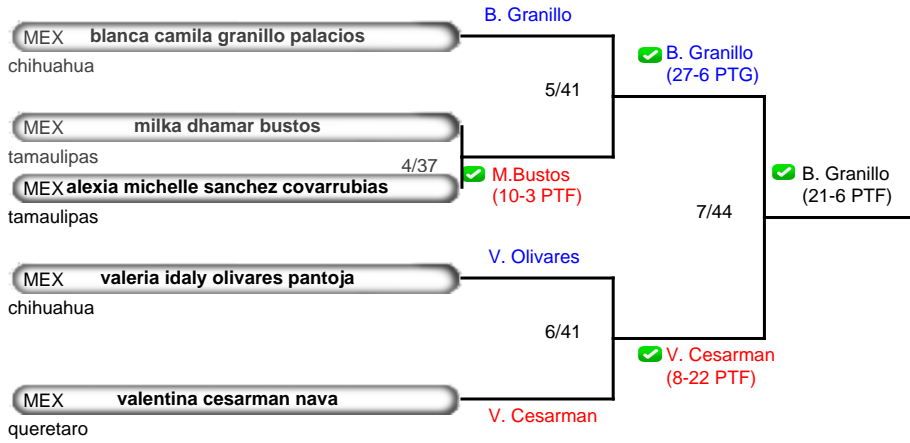 B. Granillo
MEX blanca camila granillo palacios
chihuahua
B. Granillo
(27-6 PTG)
5/41
MEX milka dhamar bustos
tamaulipas
4/37
M.Bustos
(10-3 PTF)
MEX alexia michelle sanchez covarrubias
tamaulipas
B. Granillo
(21-6 PTF)
7/44
V. Olivares
MEX valeria idaly olivares pantoja
chihuahua
6/41
V. Cesarman
(8-22 PTF)
MEX valentina cesarman nava
V. Cesarman
queretaro